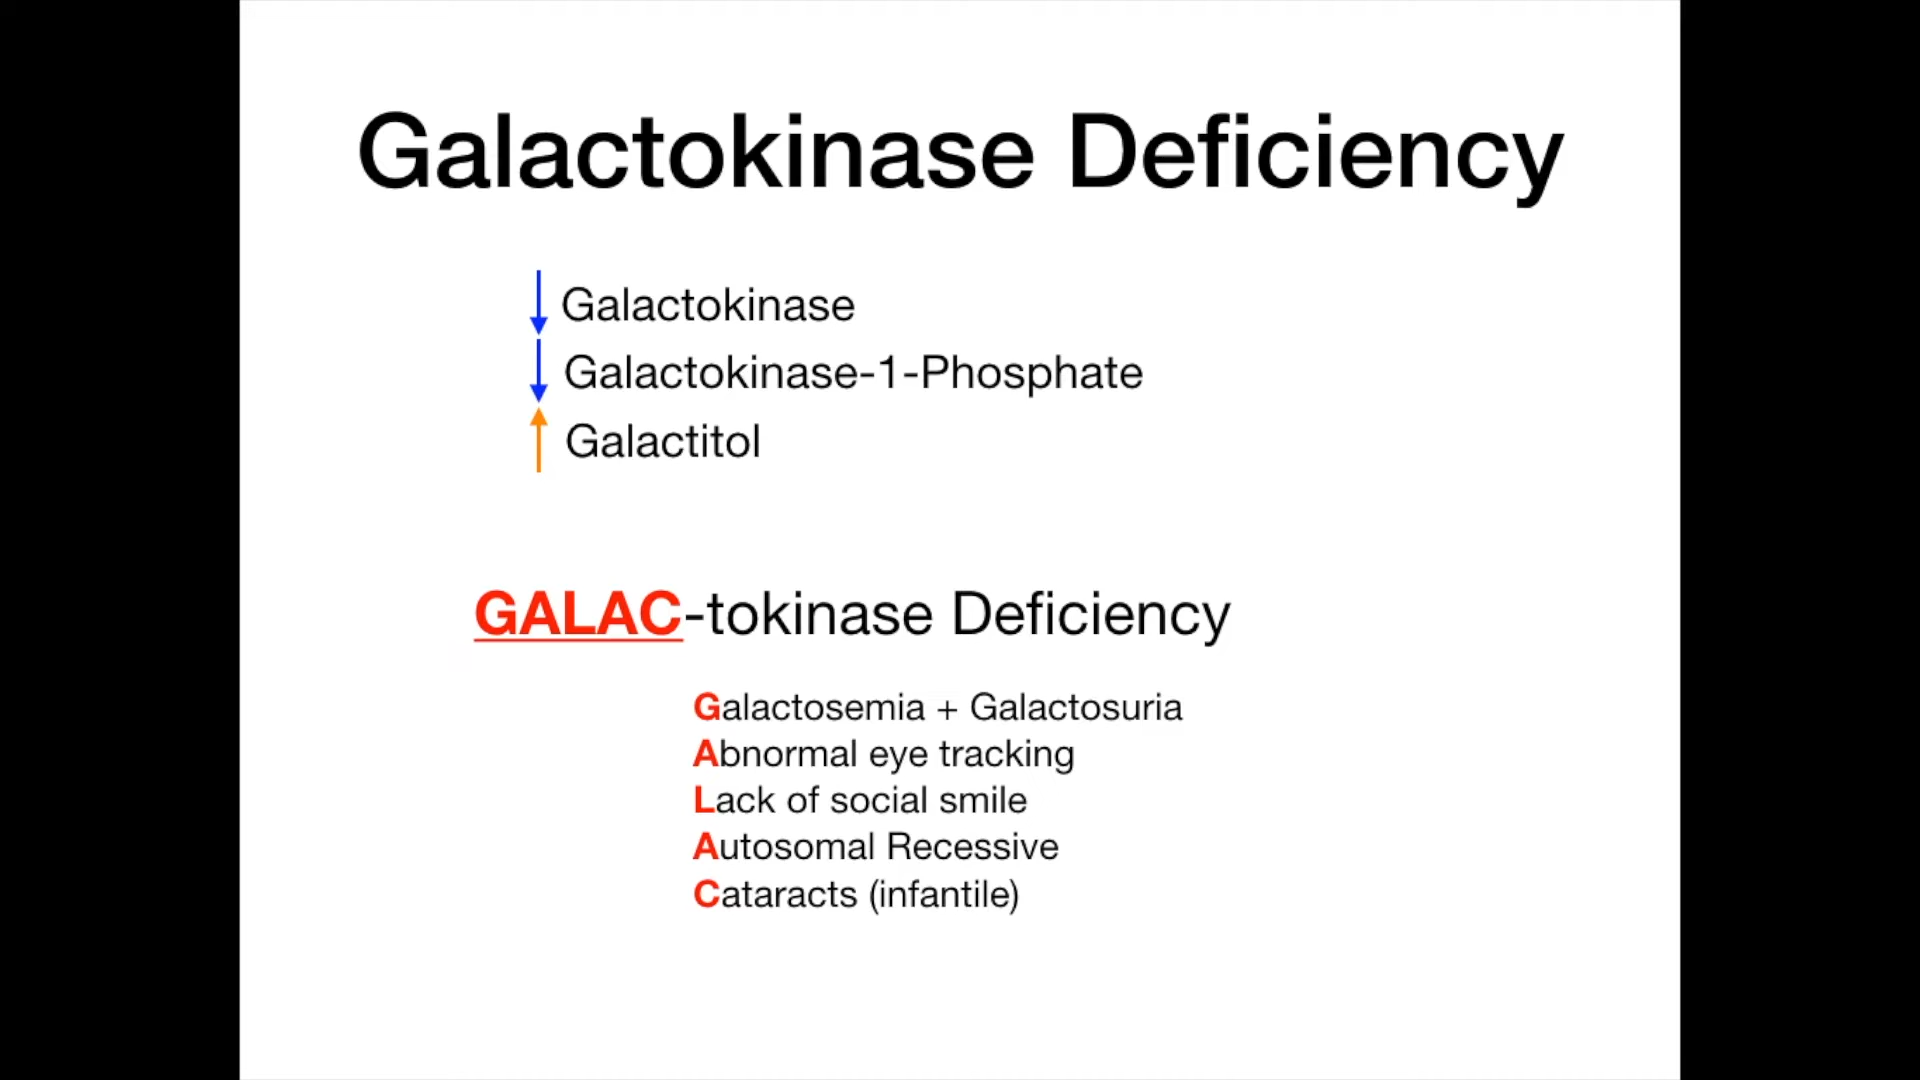 Galactokinase Deficiency
Galactokinase
Galactokinase-1-Phosphate
Galactitol
GALAC-tokinase Deficiency
Galactosemia + Galactosuria
Abnormal eye tracking
Lack of social smile
Autosomal Recessive
Cataracts (infantile)